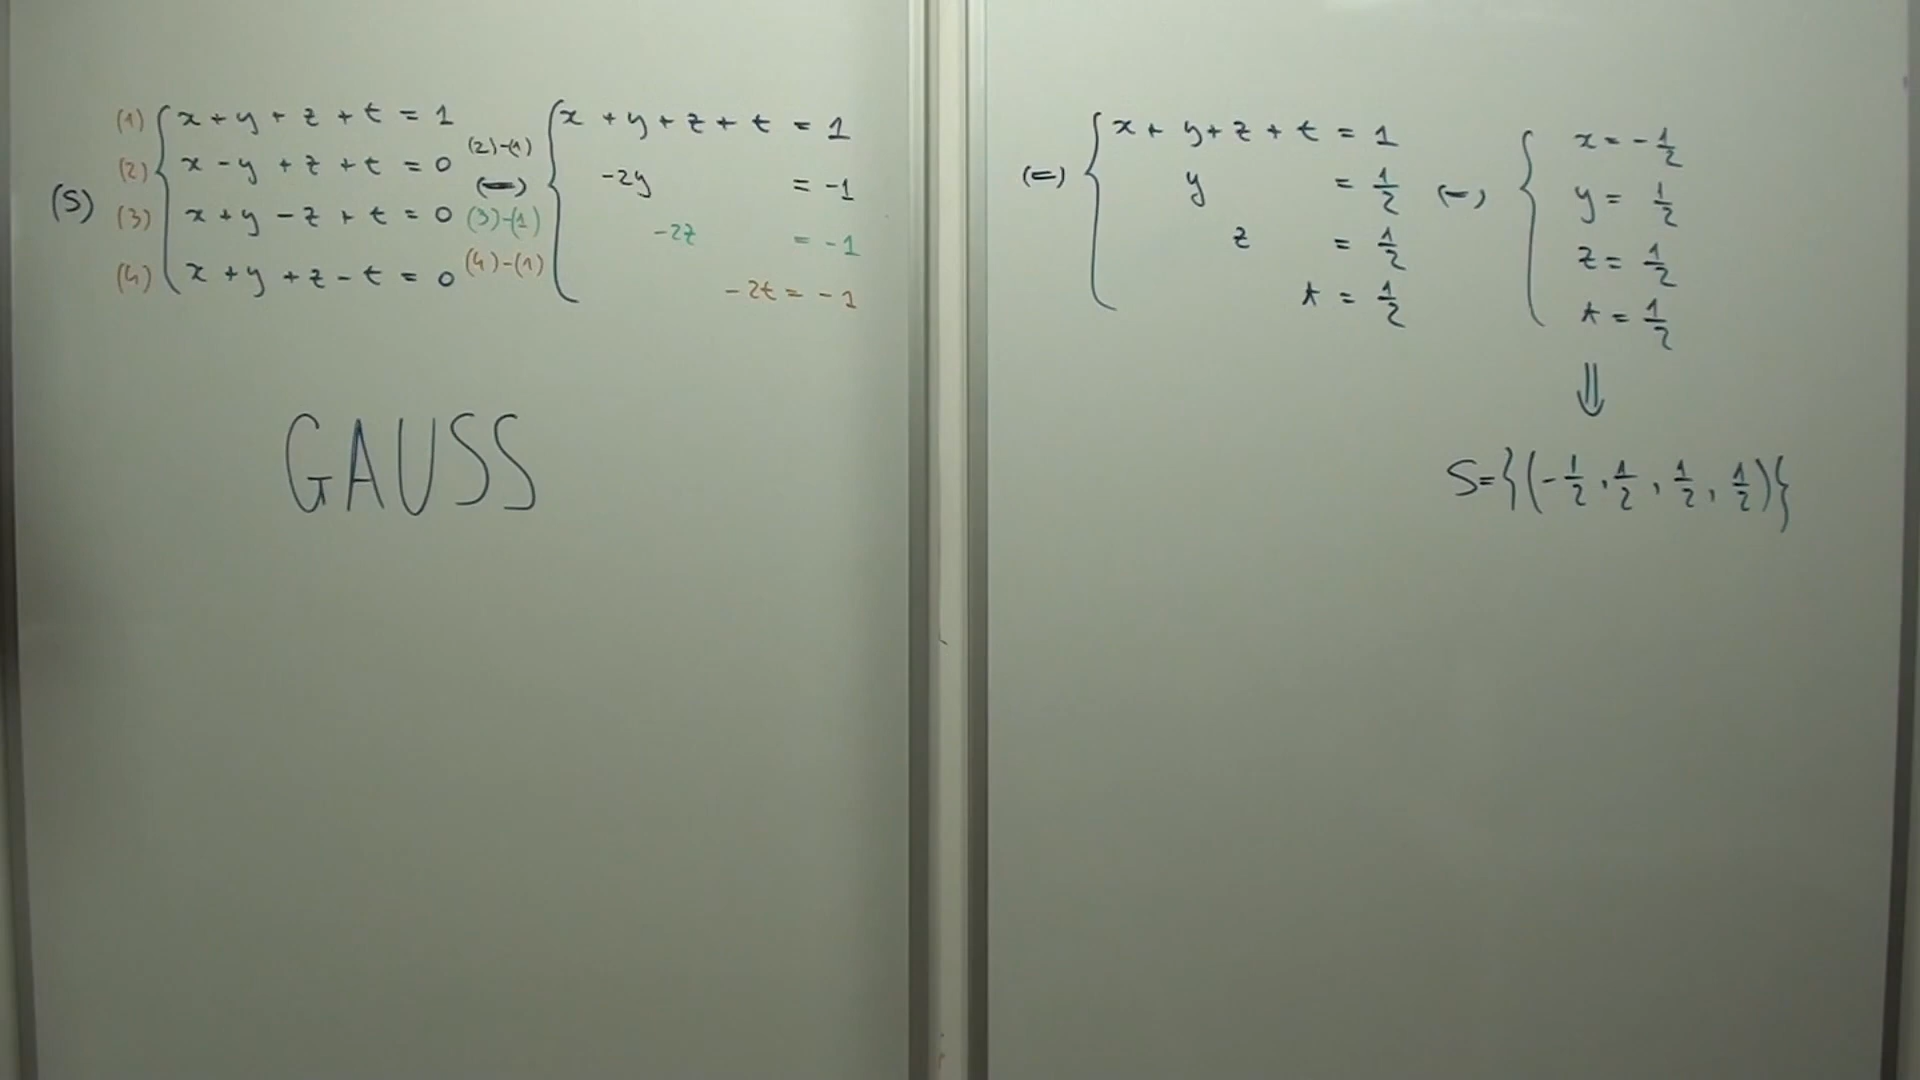 (S)
(1) x + y + z + t = 1
(2) x - y + z + t = 0
(3) x + y - z + t = 0
(4) x + y + z - t = 0
(2)-(1)
(=)
(3)-(1)
(4)-(1)
x + y + z + t = 1
-2y = -1
-2z = -1
-2t = -1
GAUSS
(=)
x + y + z + t = 1
y = 1/2
z = 1/2
t = 1/2
(=)
x = -1/2
y = 1/2
z = 1/2
t = 1/2
⇓
S={(-1/2, 1/2, 1/2, 1/2)}